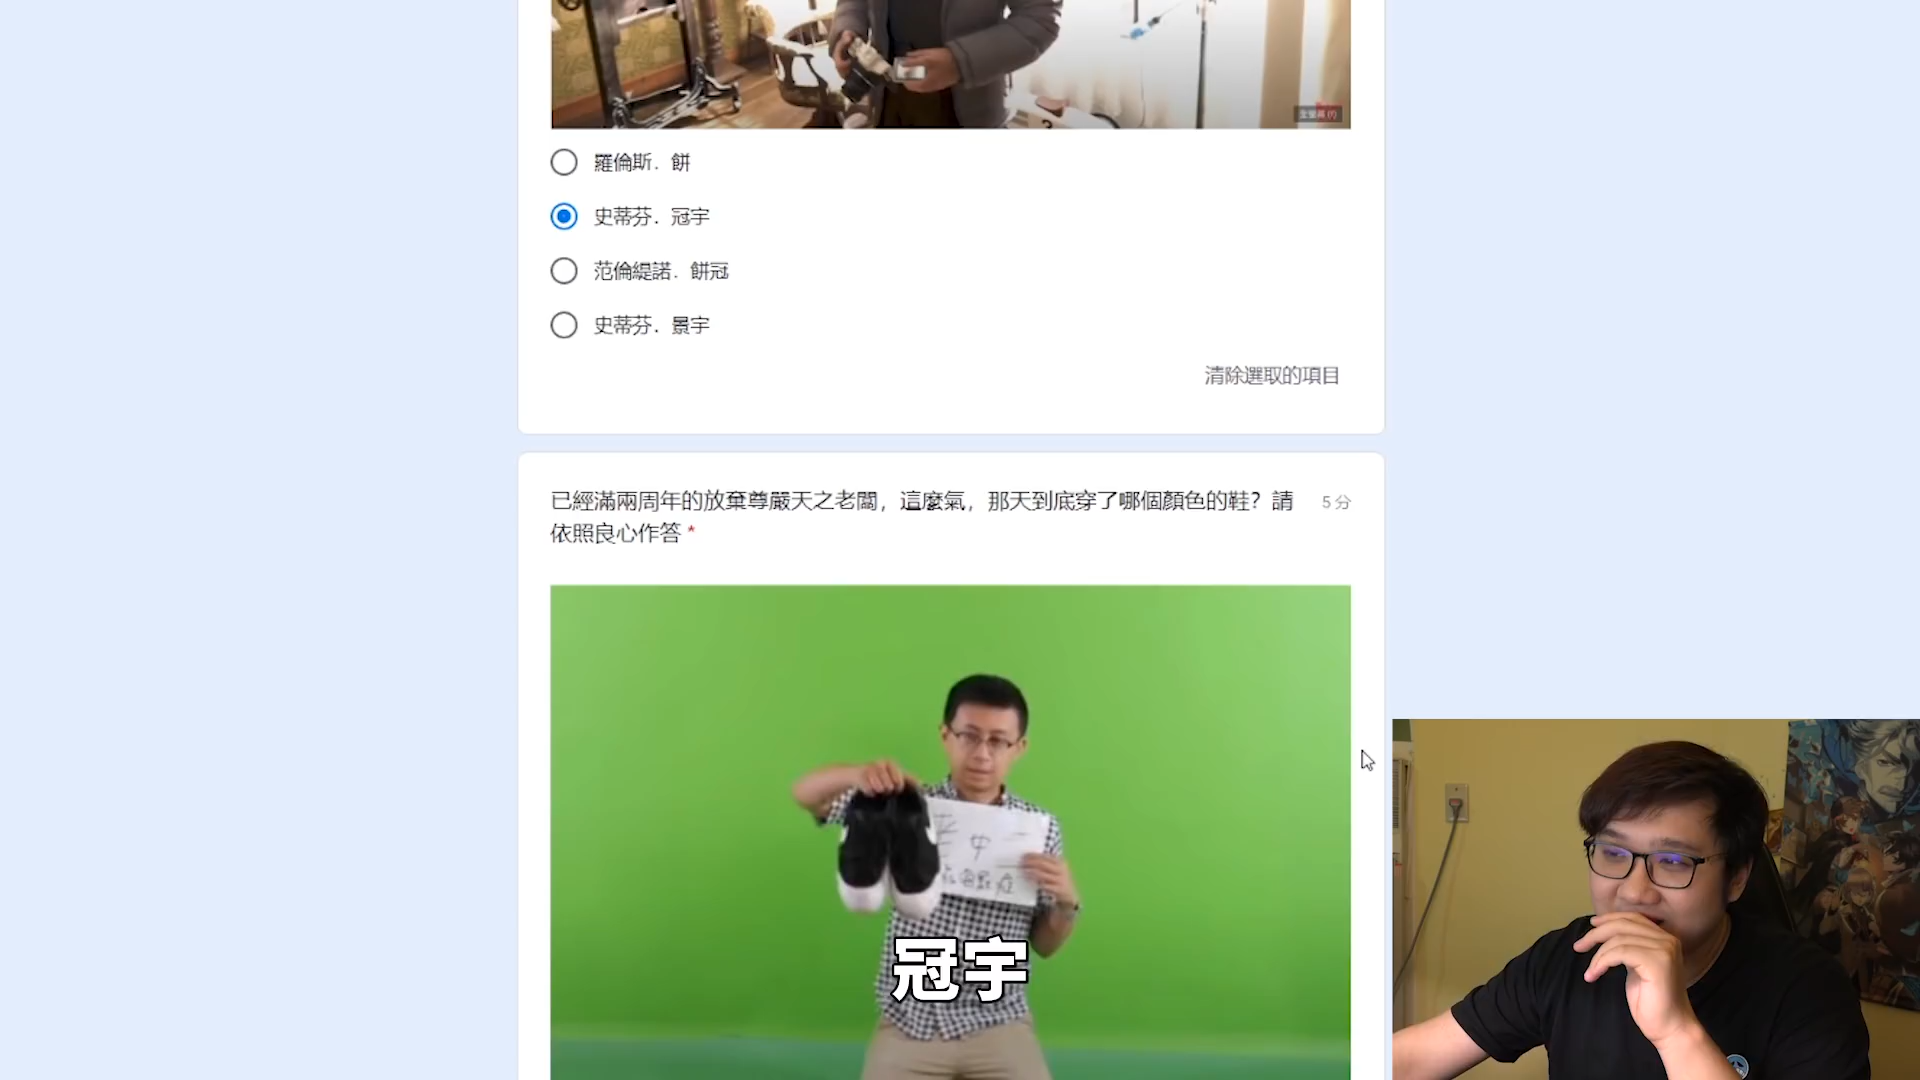 羅倫斯．餅
史蒂芬．冠宇
范倫緹諾．餅冠
史蒂芬．景宇
清除選取的項目
已經滿兩周年的放棄尊嚴天之老闆，這麼氣，那天到底穿了哪個顏色的鞋？請
5 分
依照良心作答 *
冠宇